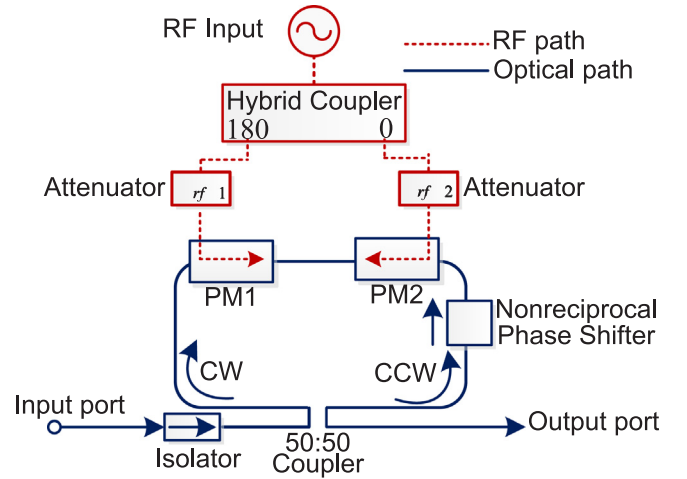 RF Input
RF path
Optical path
Hybrid Coupler
180 0
Attenuator
rf 1
rf 2
Attenuator
PM1
PM2
Nonreciprocal
Phase Shifter
CW
CCW
Input port
Output port
Isolator
50:50
Coupler